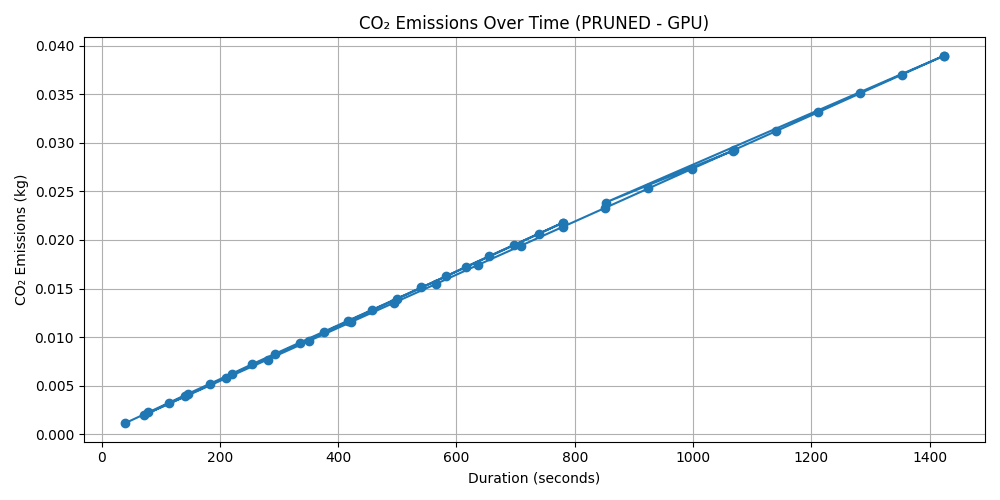 CO₂ Emissions Over Time (PRUNED - GPU)
CO₂ Emissions (kg)
0.040
0.035
0.030
0.025
0.020
0.015
0.010
0.005
0.000
0 200 400 600 800 1000 1200 1400
Duration (seconds)